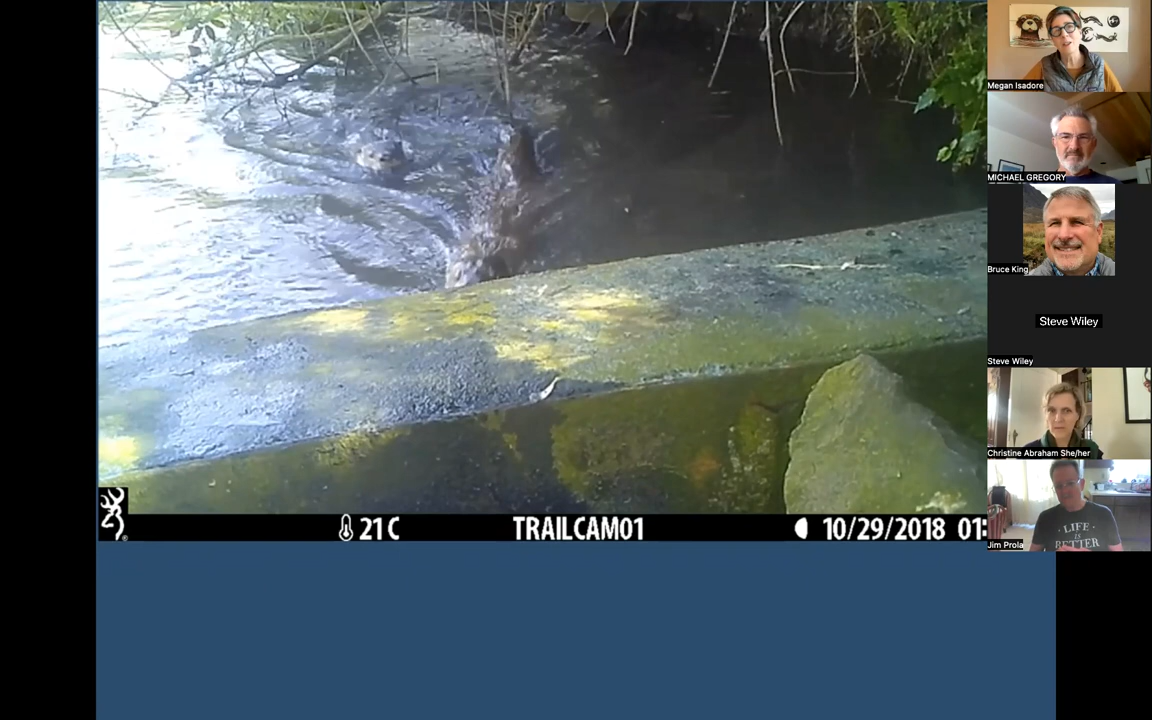 Megan Isadore
MICHAEL GREGORY
Bruce King
Steve Wiley
Steve Wiley
Christine Abraham She/her
LIFE
IS
BETTER
Jim Prola
21 C
TRAILCAM01
10/29/2018 01: